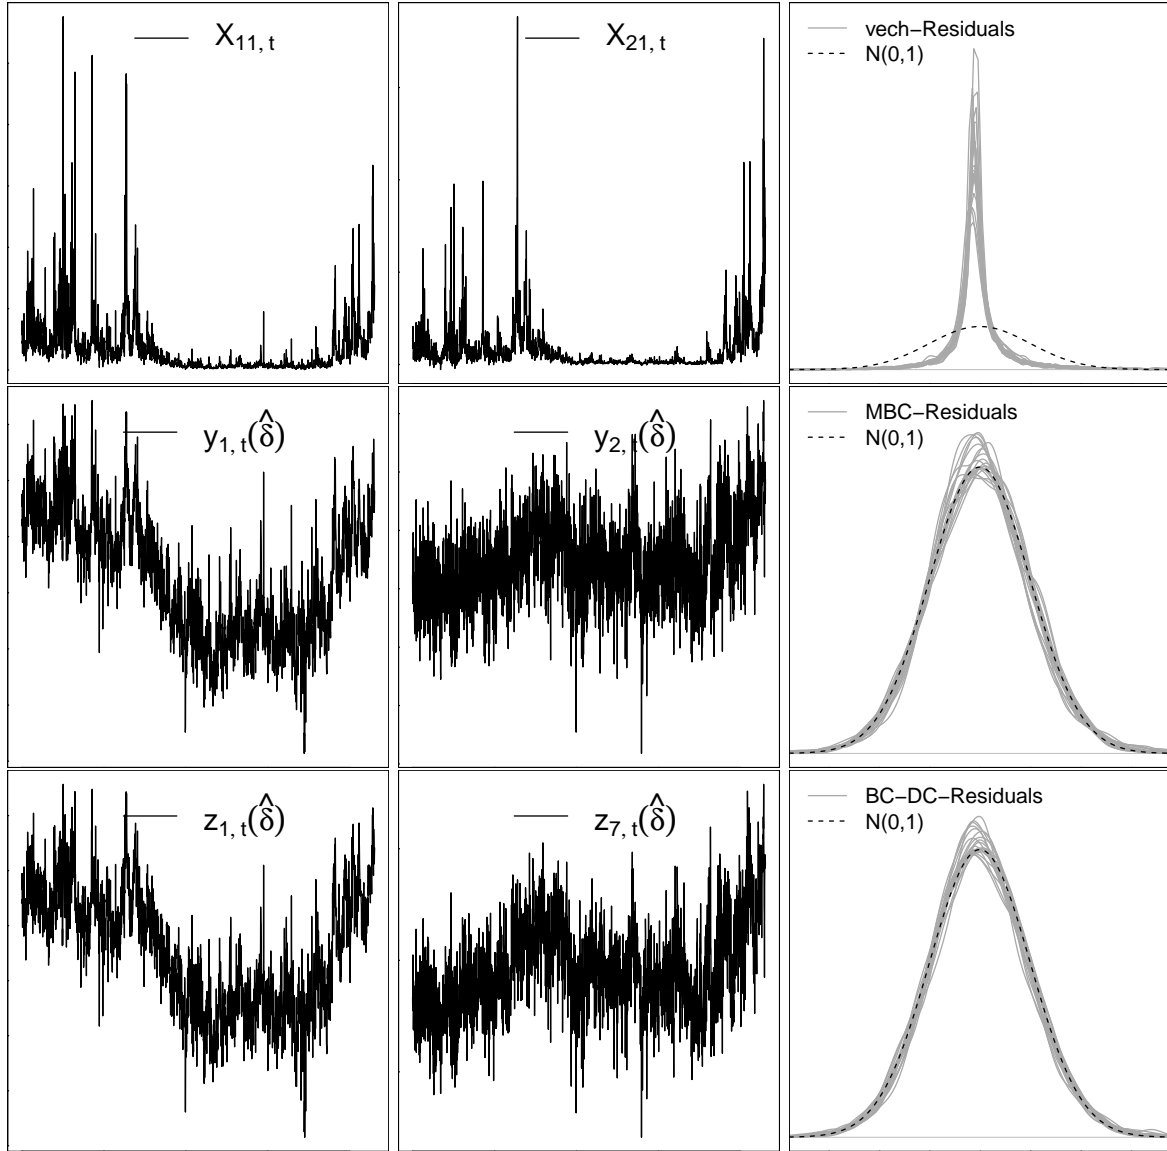 X₁₁,ₜ
X₂₁,ₜ
vech−Residuals
N(0,1)
y₁,ₜ(δ̂)
y₂,ₜ(δ̂)
MBC−Residuals
N(0,1)
z₁,ₜ(δ̂)
z₇,ₜ(δ̂)
BC−DC−Residuals
N(0,1)